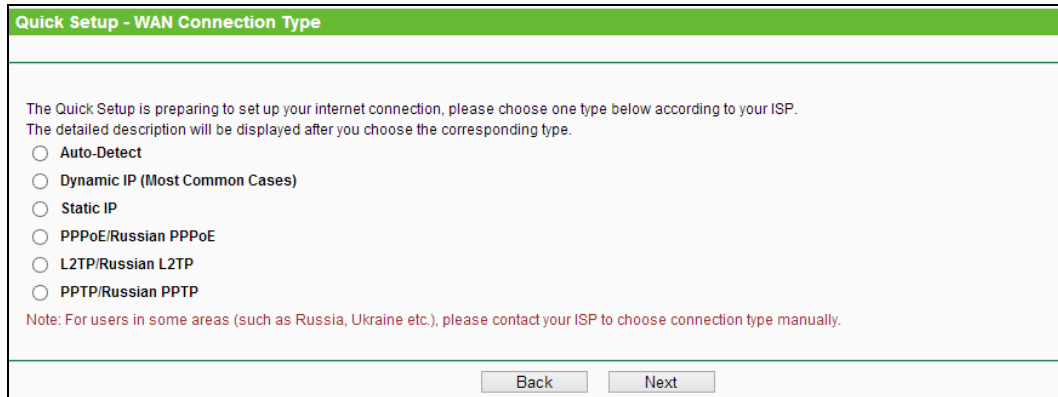 Quick Setup - WAN Connection Type
The Quick Setup is preparing to set up your internet connection, please choose one type below according to your ISP.
The detailed description will be displayed after you choose the corresponding type.
Auto-Detect
Dynamic IP (Most Common Cases)
Static IP
PPPoE/Russian PPPoE
L2TP/Russian L2TP
PPTP/Russian PPTP
Note: For users in some areas (such as Russia, Ukraine etc.), please contact your ISP to choose connection type manually.
Back Next